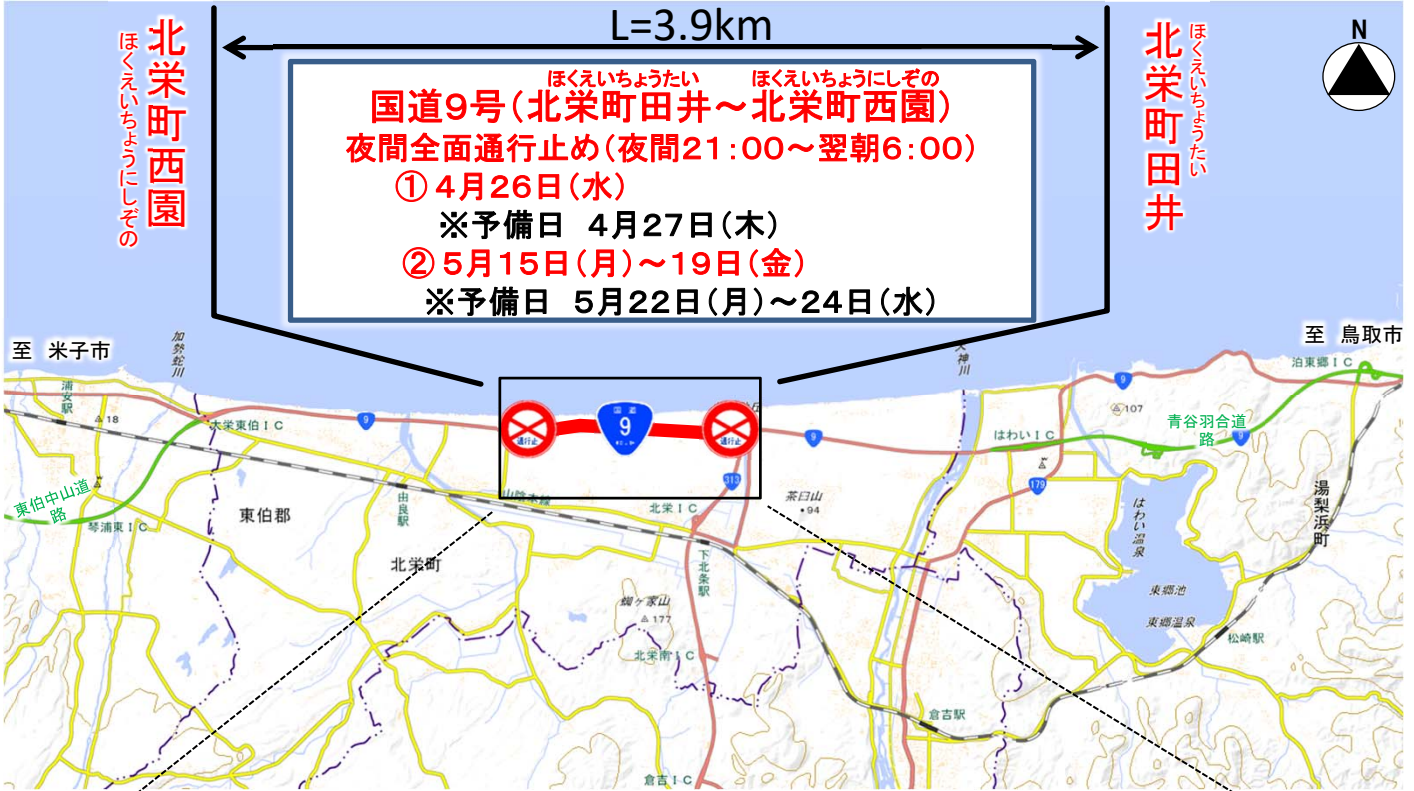 L=3.9km
北栄町西園
ほくえいちょうにしぞの
北栄町田井
ほくえいちょうたい
N
ほくえいちょうたい　ほくえいちょうにしぞの
国道9号(北栄町田井～北栄町西園)
夜間全面通行止め(夜間21:00～翌朝6:00)
①4月26日(水)
※予備日 4月27日(木)
②5月15日(月)～19日(金)
※予備日 5月22日(月)～24日(水)
至 米子市
加勢蛇川
天神川
至 鳥取市
泊東郷IC
浦安駅
18
大栄東伯IC
9
通行止
国道
9
通行止
9
はわいIC
9
107
青谷羽合道路
9
東伯中山道路
琴浦東IC
東伯郡
由良駅
山陰本線
北栄IC
313
茶臼山
94
179
はわい温泉
湯梨浜町
北栄町
下北条駅
蜘ヶ家山
177
東郷池
東郷温泉
松崎駅
北栄南IC
倉吉駅
倉吉IC